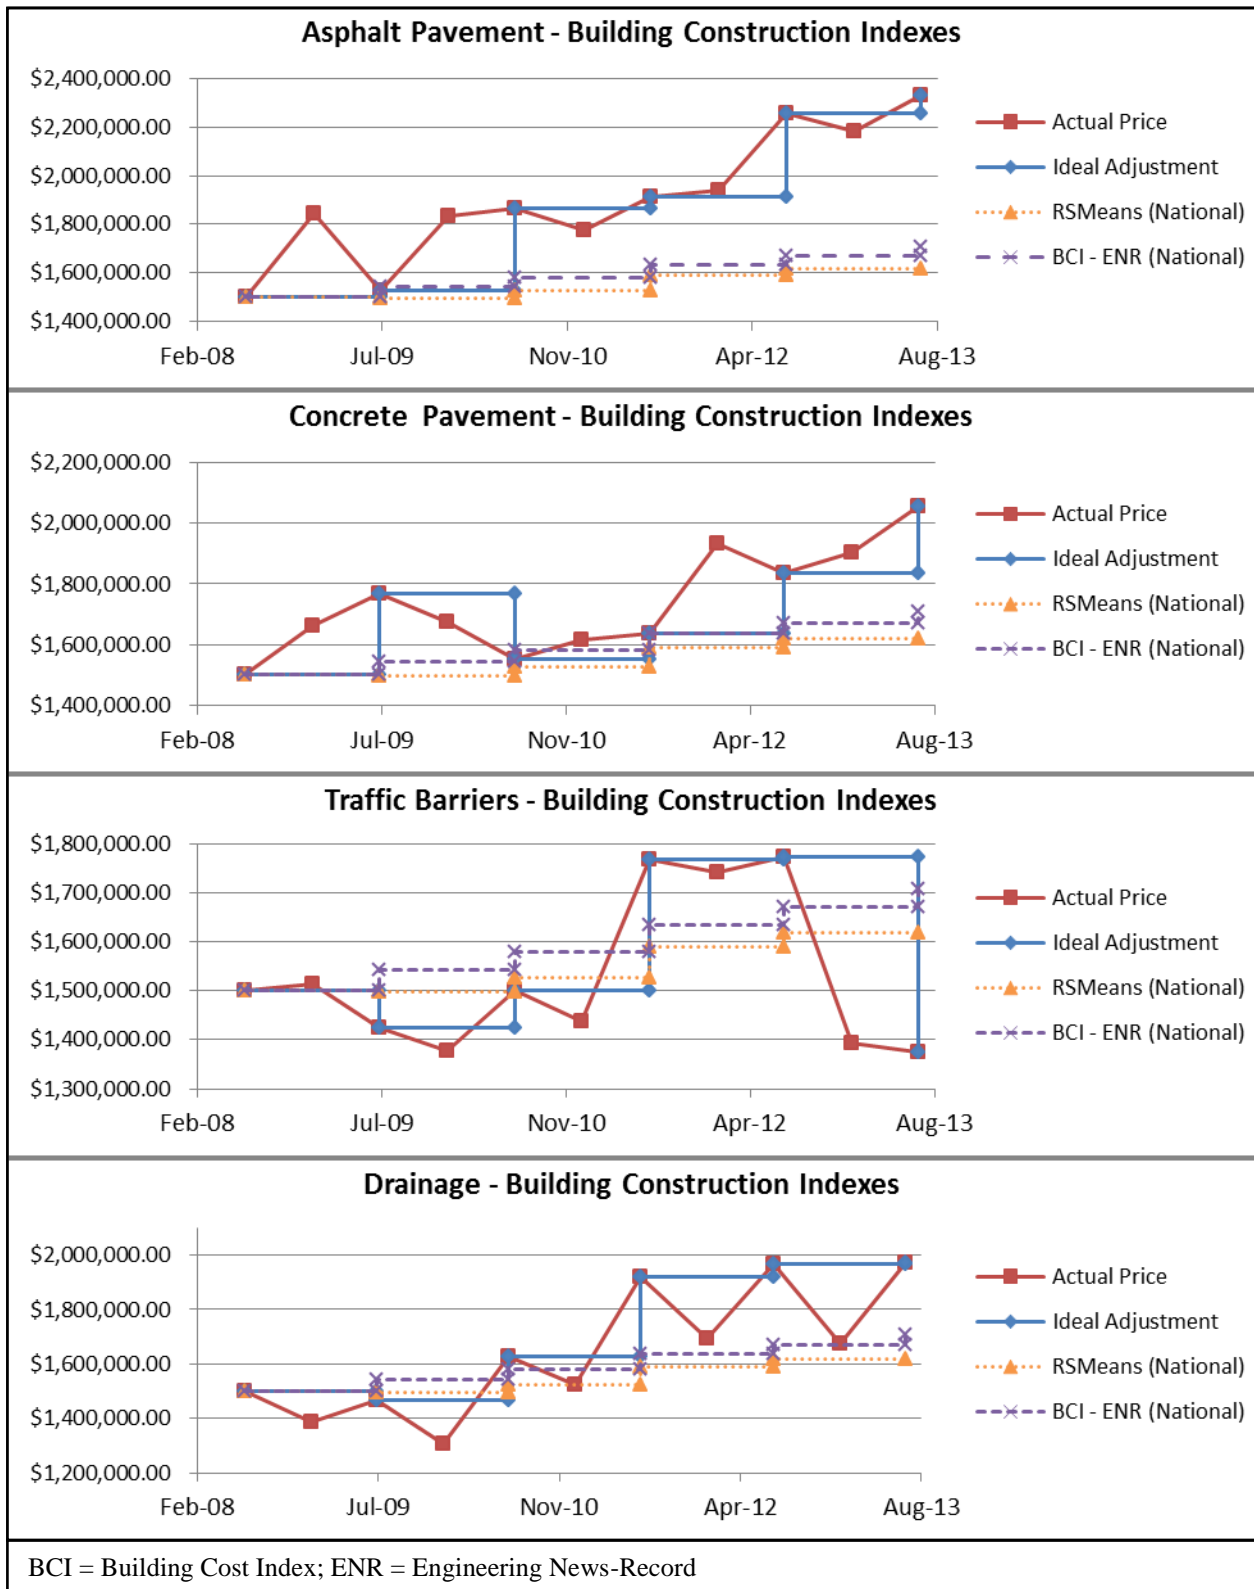 Asphalt Pavement - Building Construction Indexes
$2,400,000.00
$2,200,000.00
$2,000,000.00
$1,800,000.00
$1,600,000.00
$1,400,000.00
Feb-08 Jul-09 Nov-10 Apr-12 Aug-13
Actual Price
Ideal Adjustment
RSMeans (National)
BCI - ENR (National)
Concrete Pavement - Building Construction Indexes
$2,200,000.00
$2,000,000.00
$1,800,000.00
$1,600,000.00
$1,400,000.00
Feb-08 Jul-09 Nov-10 Apr-12 Aug-13
Actual Price
Ideal Adjustment
RSMeans (National)
BCI - ENR (National)
Traffic Barriers - Building Construction Indexes
$1,800,000.00
$1,700,000.00
$1,600,000.00
$1,500,000.00
$1,400,000.00
$1,300,000.00
Feb-08 Jul-09 Nov-10 Apr-12 Aug-13
Actual Price
Ideal Adjustment
RSMeans (National)
BCI - ENR (National)
Drainage - Building Construction Indexes
$2,000,000.00
$1,800,000.00
$1,600,000.00
$1,400,000.00
$1,200,000.00
Feb-08 Jul-09 Nov-10 Apr-12 Aug-13
Actual Price
Ideal Adjustment
RSMeans (National)
BCI - ENR (National)
BCI = Building Cost Index; ENR = Engineering News-Record